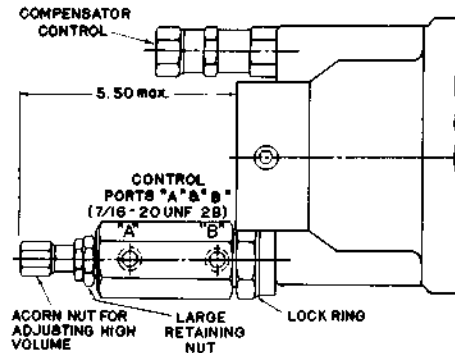 COMPENSATOR
CONTROL
5.50 max.
CONTROL
PORTS "A" & "B"
(7/16-20 UNF 2B)
"A" "B"
ACORN NUT FOR
ADJUSTING HIGH
VOLUME
LARGE
RETAINING
NUT
LOCK RING